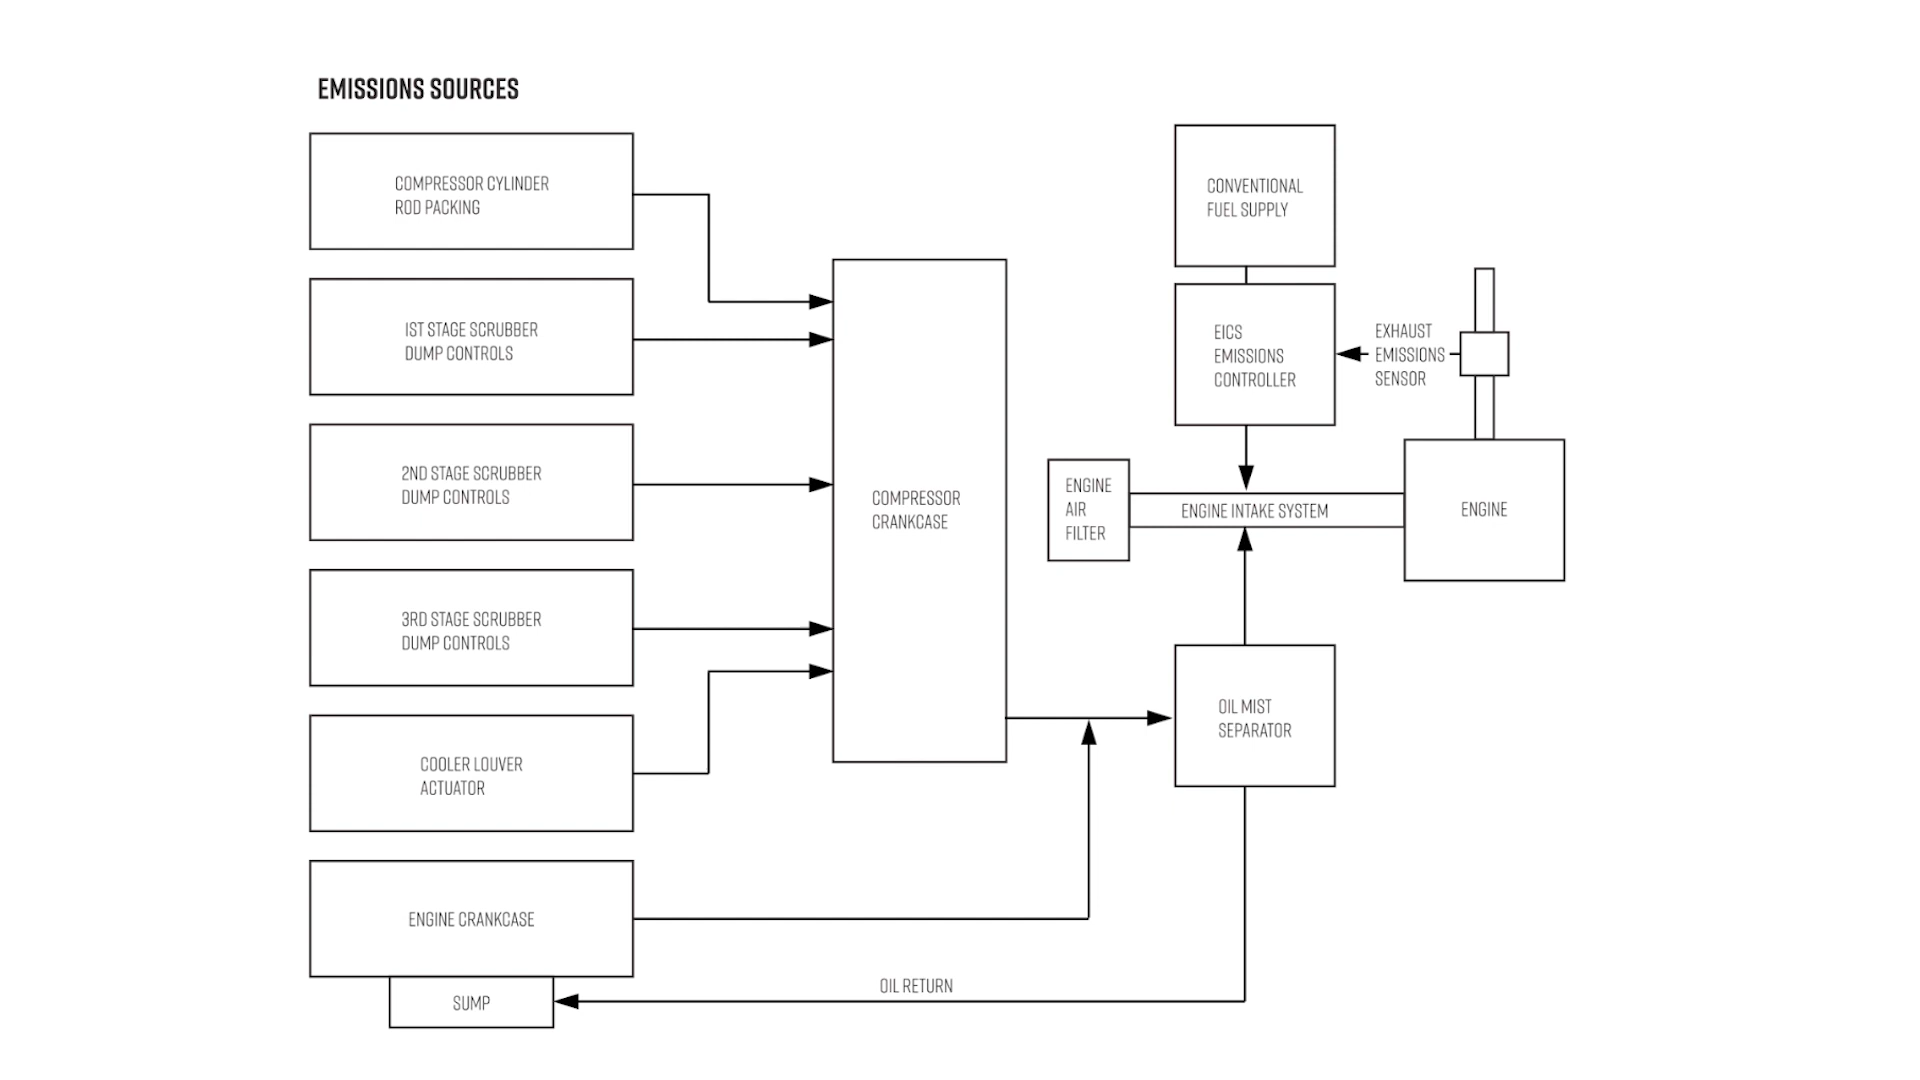 EMISSIONS SOURCES
COMPRESSOR CYLINDER
ROD PACKING
1ST STAGE SCRUBBER
DUMP CONTROLS
2ND STAGE SCRUBBER
DUMP CONTROLS
3RD STAGE SCRUBBER
DUMP CONTROLS
COOLER LOUVER
ACTUATOR
ENGINE CRANKCASE
SUMP
OIL RETURN
COMPRESSOR
CRANKCASE
CONVENTIONAL
FUEL SUPPLY
EICS
EMISSIONS
CONTROLLER
EXHAUST
EMISSIONS
SENSOR
ENGINE
AIR
FILTER
ENGINE INTAKE SYSTEM
ENGINE
OIL MIST
SEPARATOR